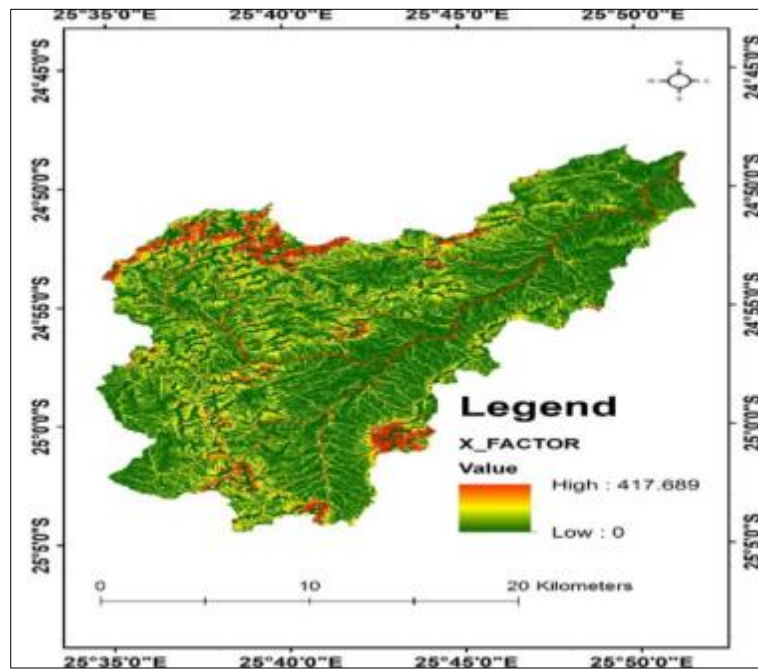 25°35'0"E 25°40'0"E 25°45'0"E 25°50'0"E
24°45'0"S 24°45'0"S
24°50'0"S 24°50'0"S
24°55'0"S 24°55'0"S
25°0'0"S 25°0'0"S
25°5'0"S 25°5'0"S
Legend
X_FACTOR
Value
High : 417.689
Low : 0
0 10 20 Kilometers
25°35'0"E 25°40'0"E 25°45'0"E 25°50'0"E